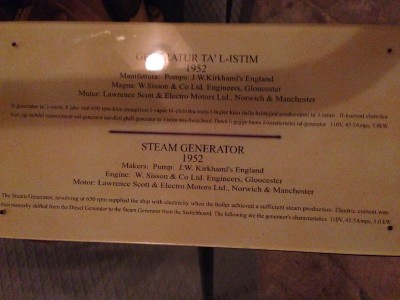 ĠENERATUR TA' L-ISTIM
1952
Manifattura: Pumps: J.W.Kirkham's England
Magna: W.Sisson & Co Ltd. Engineers, Gloucester
Mutur: Lawrence Scott & Electro Motors Ltd., Norwich & Manchester
STEAM GENERATOR
1952
Makers: Pump: J.W. Kirkham's England
Engine: W. Sisson & Co Ltd. Engineers, Gloucester
Motor: Lawrence Scott & Electro Motors Ltd., Norwich & Manchester
The Steam Generator, revolving at 650 rpm supplied the ship with electricity when the boiler achieved a sufficient steam production. Electric current was
then manually shifted from the Diesel Generator to the Steam Generator from the Switchboard. The following are the generator's characteristics 110V, 45.5Amps, 5.0 kW.